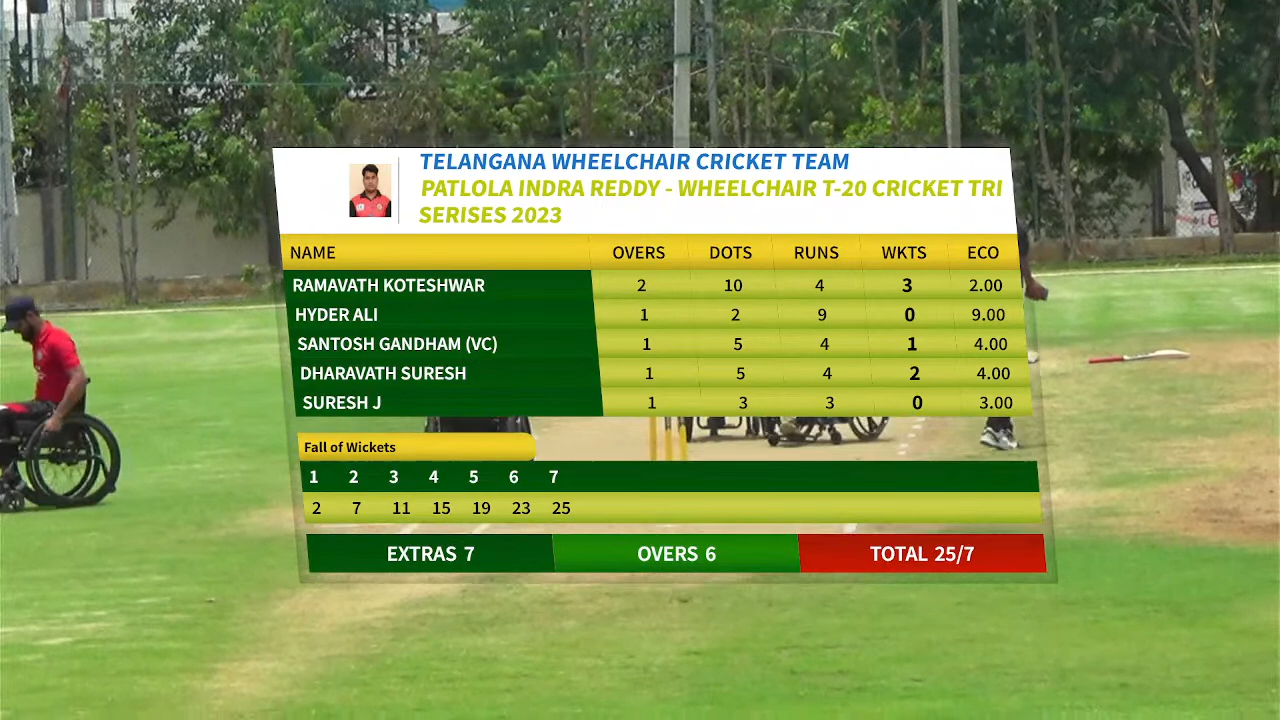 TELANGANA WHEELCHAIR CRICKET TEAM
PATLOLA INDRA REDDY - WHEELCHAIR T-20 CRICKET TRI
SERISES 2023
NAME OVERS DOTS RUNS WKTS ECO
RAMAVATH KOTESHWAR 2 10 4 3 2.00
HYDER ALI 1 2 9 0 9.00
SANTOSH GANDHAM (VC) 1 5 4 1 4.00
DHARAVATH SURESH 1 5 4 2 4.00
SURESH J 1 3 3 0 3.00
Fall of Wickets
1 2 3 4 5 6 7
2 7 11 15 19 23 25
EXTRAS 7 OVERS 6 TOTAL 25/7